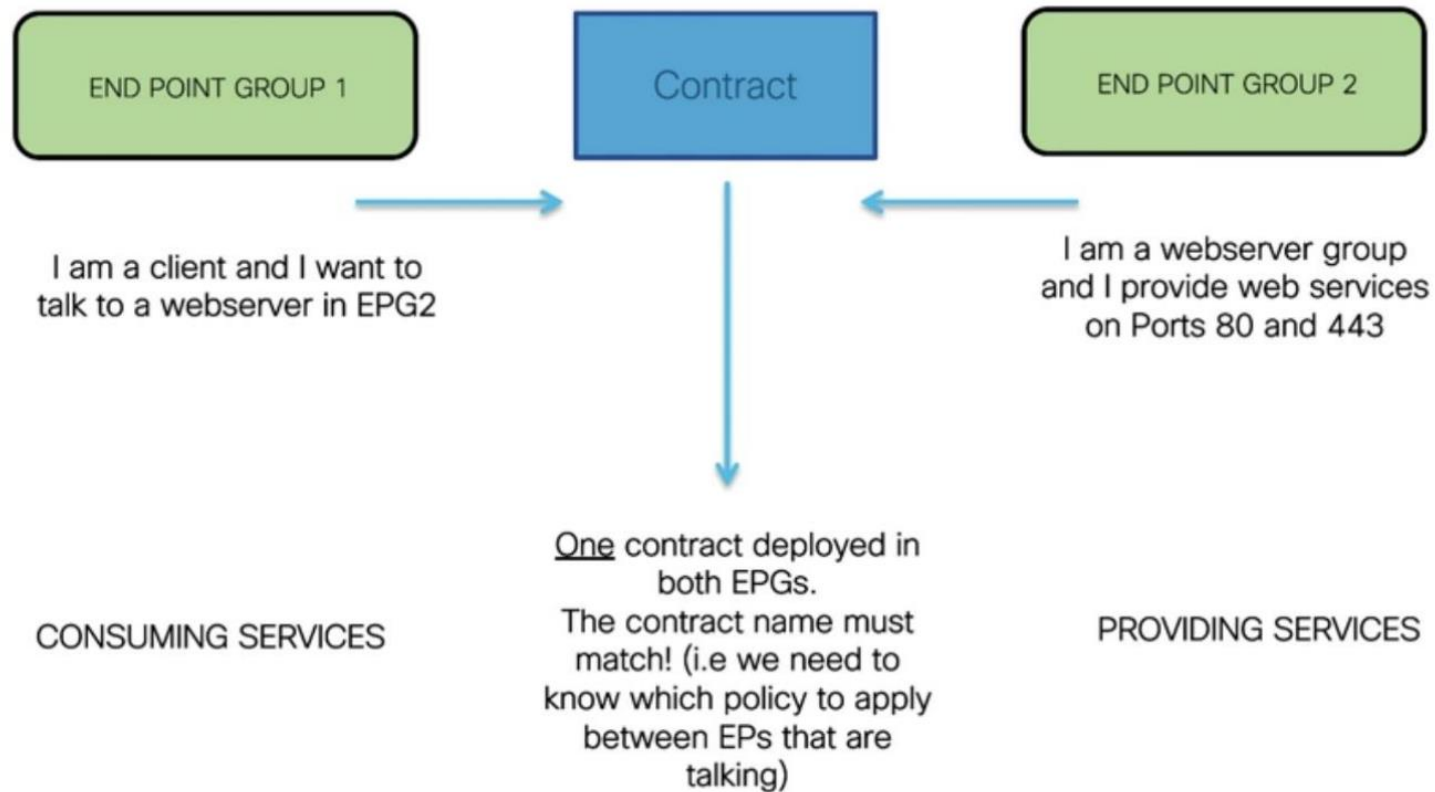 END POINT GROUP 1
Contract
END POINT GROUP 2
I am a client and I want to
talk to a webserver in EPG2
I am a webserver group
and I provide web services
on Ports 80 and 443
One contract deployed in
both EPGs.
The contract name must
match! (i.e we need to
know which policy to apply
between EPs that are
talking)
CONSUMING SERVICES
PROVIDING SERVICES